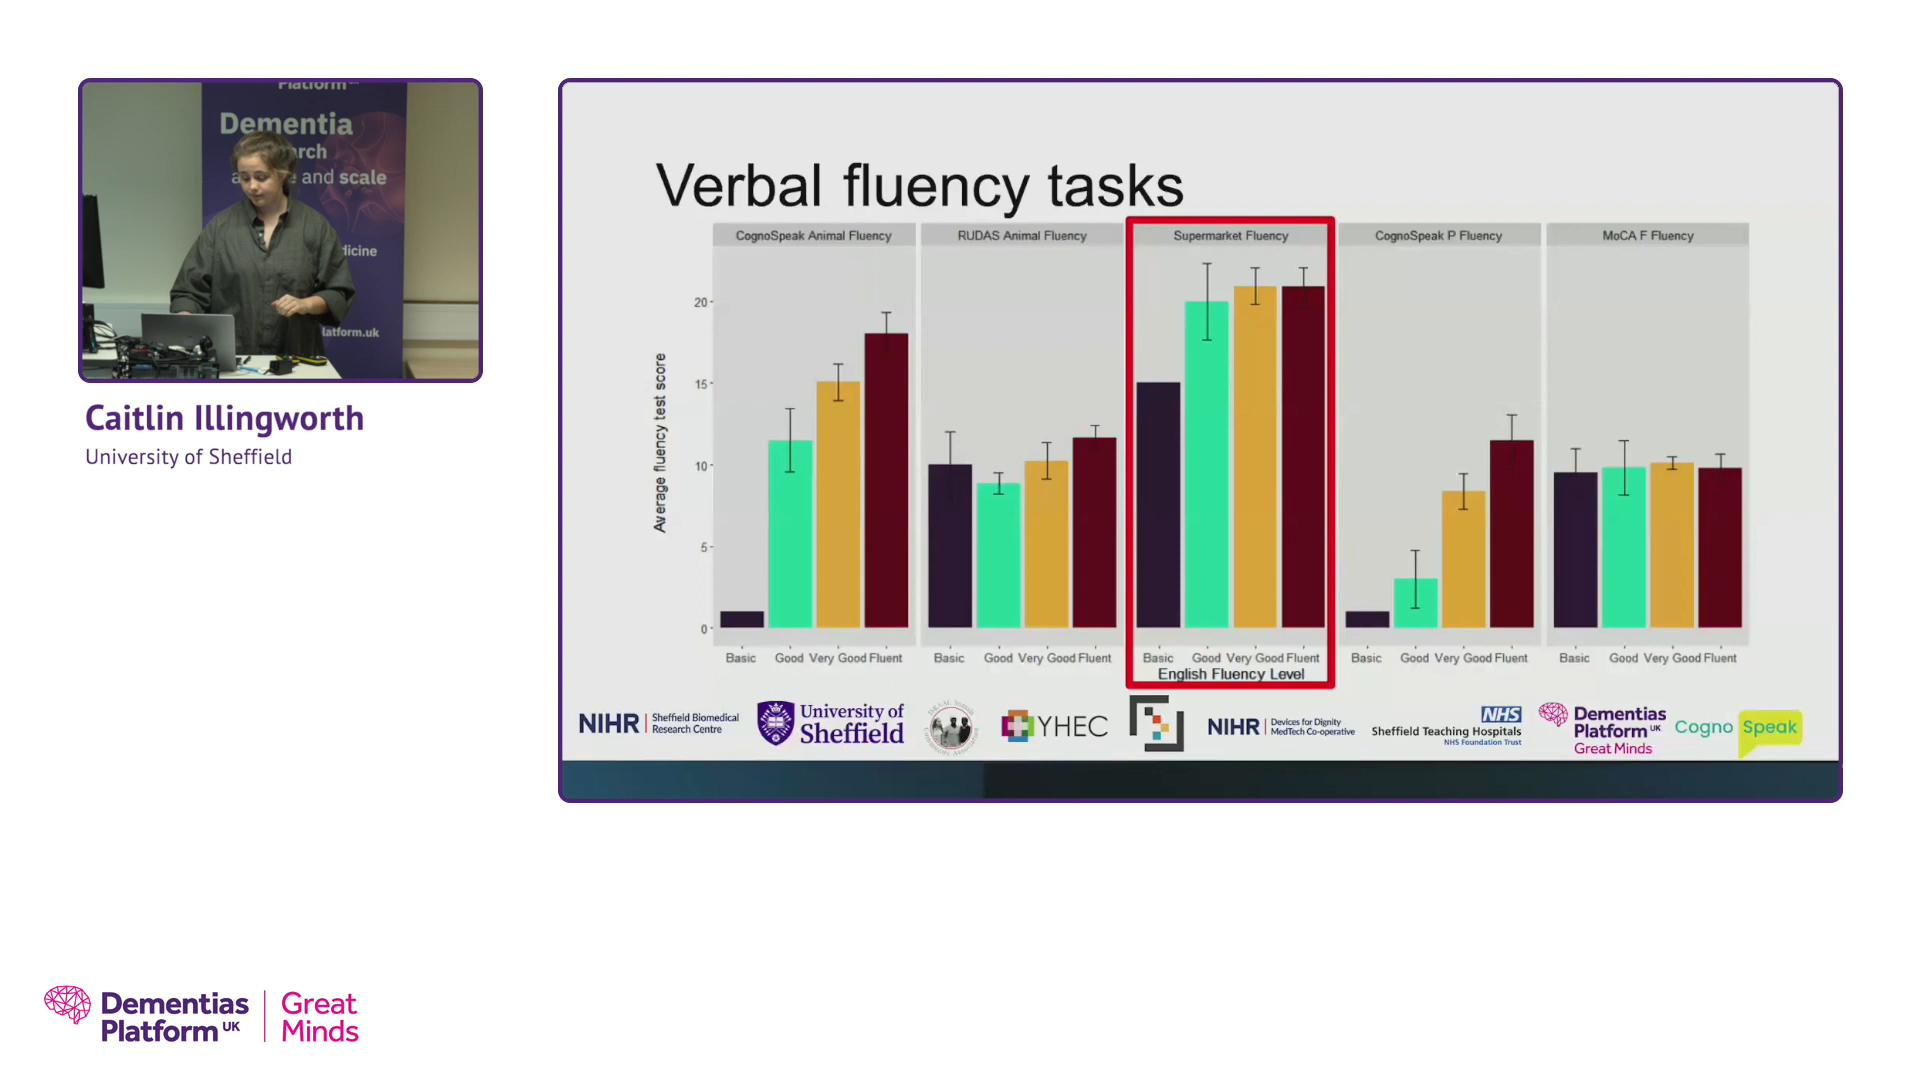 Platform
Dementia
arch
and scale
dicine
latform.uk
Caitlin Illingworth
University of Sheffield
Verbal fluency tasks
CognoSpeak Animal Fluency
RUDAS Animal Fluency
Supermarket Fluency
CognoSpeak P Fluency
MoCA F Fluency
Average fluency test score
20
15
10
5
0
Basic Good Very Good Fluent
Basic Good Very Good Fluent
Basic Good Very Good Fluent
Basic Good Very Good Fluent
Basic Good Very Good Fluent
English Fluency Level
NIHR | Sheffield Biomedical
Research Centre
University of
Sheffield
YHEC
NIHR | Devices for Dignity
MedTech Co-operative
NHS
Sheffield Teaching Hospitals
NHS Foundation Trust
Dementias
Platform UK
Great Minds
Cogno Speak
Dementias
Platform UK
Great
Minds